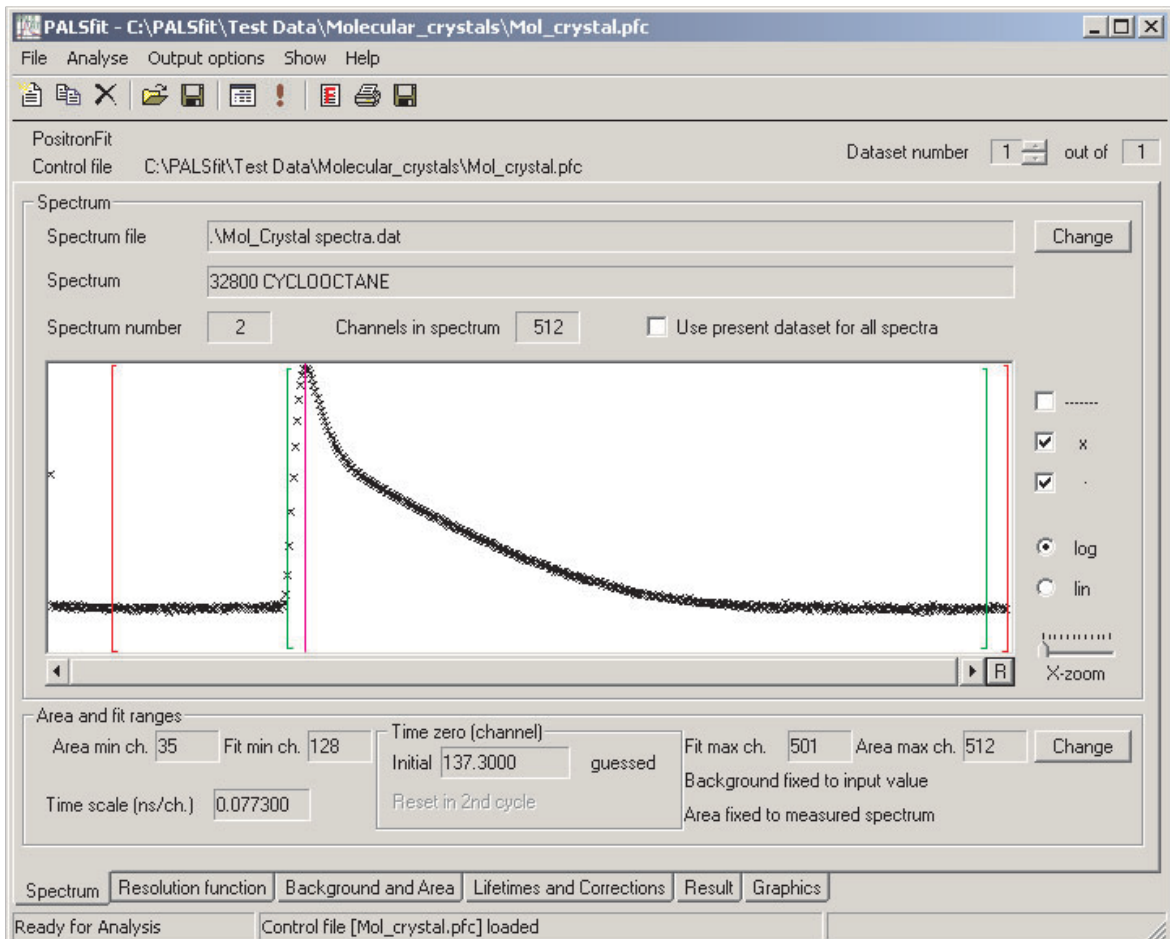 PALSfit - C:\PALSfit\Test Data\Molecular_crystals\Mol_crystal.pfc
File Analyse Output options Show Help
PositronFit
Dataset number 1 out of 1
Control file C:\PALSfit\Test Data\Molecular_crystals\Mol_crystal.pfc
Spectrum
Spectrum file .\Mol_Crystal spectra.dat Change
Spectrum 32800 CYCLOOCTANE
Spectrum number 2 Channels in spectrum 512 Use present dataset for all spectra
-------
x
.
log
lin
R X-zoom
Area and fit ranges
Area min ch. 35 Fit min ch. 128
Time zero (channel)
Initial 137.3000 guessed
Fit max ch. 501 Area max ch. 512 Change
Background fixed to input value
Time scale (ns/ch.) 0.077300
Reset in 2nd cycle
Area fixed to measured spectrum
Spectrum Resolution function Background and Area Lifetimes and Corrections Result Graphics
Ready for Analysis Control file [Mol_crystal.pfc] loaded